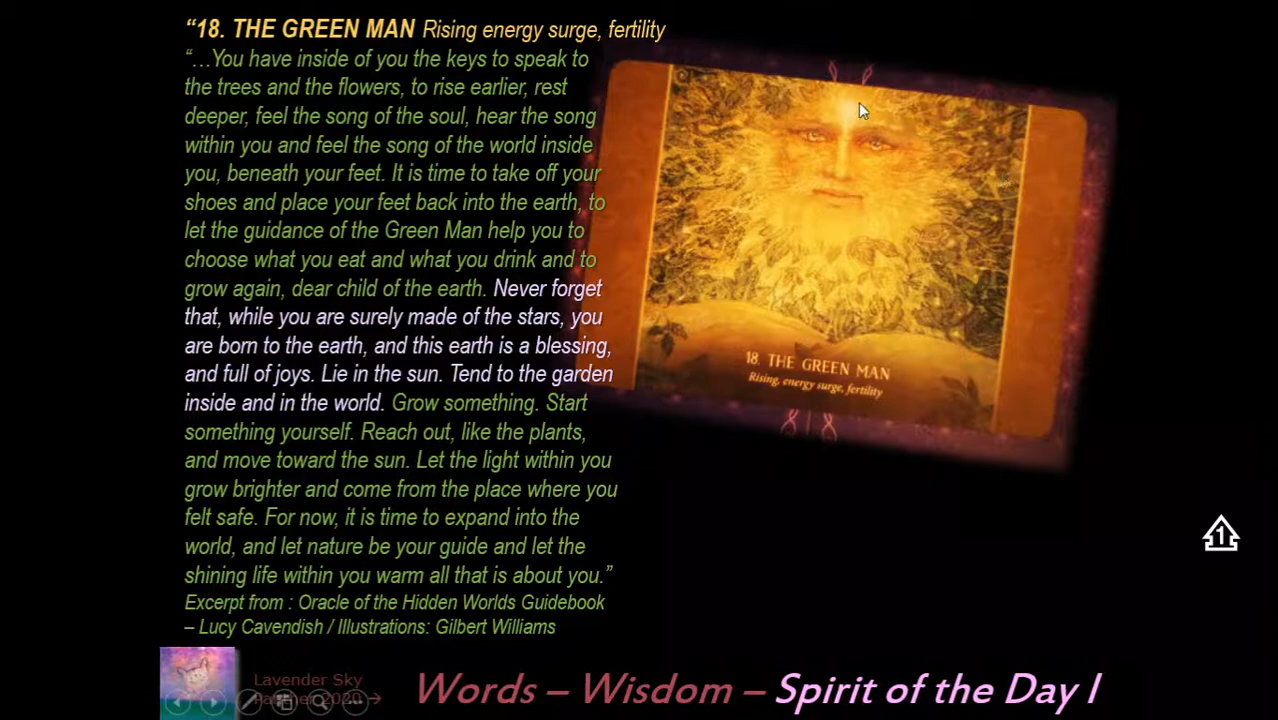 “18. THE GREEN MAN Rising energy surge, fertility
“…You have inside of you the keys to speak to
the trees and the flowers, to rise earlier, rest
deeper, feel the song of the soul, hear the song
within you and feel the song of the world inside
you, beneath your feet. It is time to take off your
shoes and place your feet back into the earth, to
let the guidance of the Green Man help you to
choose what you eat and what you drink and to
grow again, dear child of the earth. Never forget
that, while you are surely made of the stars, you
are born to the earth, and this earth is a blessing,
and full of joys. Lie in the sun. Tend to the garden
inside and in the world. Grow something. Start
something yourself. Reach out, like the plants,
and move toward the sun. Let the light within you
grow brighter and come from the place where you
felt safe. For now, it is time to expand into the
world, and let nature be your guide and let the
shining life within you warm all that is about you.”
Excerpt from : Oracle of the Hidden Worlds Guidebook
– Lucy Cavendish / Illustrations: Gilbert Williams
18. THE GREEN MAN
Rising, energy surge, fertility
1
Lavender Sky
2020
Words – Wisdom – Spirit of the Day I